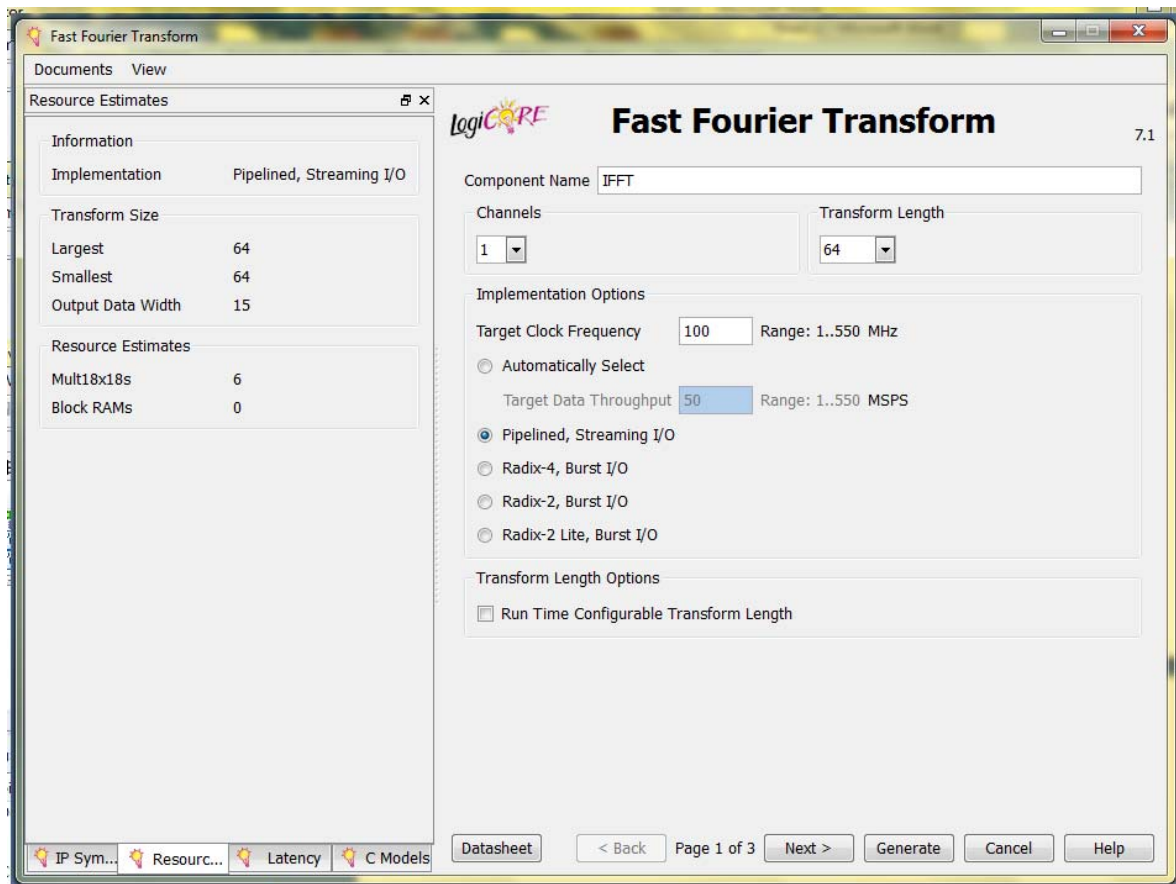 Fast Fourier Transform
Documents View
Resource Estimates
Information
Implementation Pipelined, Streaming I/O
Transform Size
Largest 64
Smallest 64
Output Data Width 15
Resource Estimates
Mult18x18s 6
Block RAMs 0
IP Sym... Resourc... Latency C Models
LogiCORE Fast Fourier Transform 7.1
Component Name IFFT
Channels Transform Length
1 64
Implementation Options
Target Clock Frequency 100 Range: 1..550 MHz
Automatically Select
Target Data Throughput 50 Range: 1..550 MSPS
Pipelined, Streaming I/O
Radix-4, Burst I/O
Radix-2, Burst I/O
Radix-2 Lite, Burst I/O
Transform Length Options
Run Time Configurable Transform Length
Datasheet < Back Page 1 of 3 Next > Generate Cancel Help